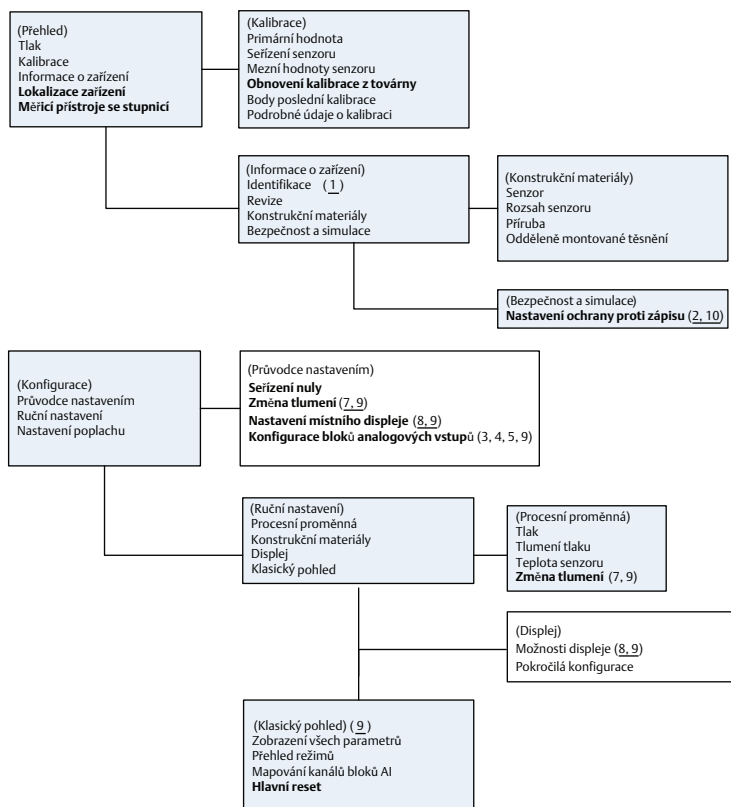 (Přehled)
Tlak
Kalibrace
Informace o zařízení
Lokalizace zařízení
Měřicí přístroje se stupnicí
(Kalibrace)
Primární hodnota
Seřízení senzoru
Mezní hodnoty senzoru
Obnovení kalibrace z továrny
Body poslední kalibrace
Podrobné údaje o kalibraci
(Informace o zařízení)
Identifikace (1)
Revize
Konstrukční materiály
Bezpečnost a simulace
(Konstrukční materiály)
Senzor
Rozsah senzoru
Příruba
Odděleně montované těsnění
(Bezpečnost a simulace)
Nastavení ochrany proti zápisu (2, 10)
(Konfigurace)
Průvodce nastavením
Ruční nastavení
Nastavení poplachu
(Průvodce nastavením)
Seřízení nuly
Změna tlumení (7, 9)
Nastavení místního displeje (8, 9)
Konfigurace bloků analogových vstupů (3, 4, 5, 9)
(Ruční nastavení)
Procesní proměnná
Konstrukční materiály
Displej
Klasický pohled
(Procesní proměnná)
Tlak
Tlumení tlaku
Teplota senzoru
Změna tlumení (7, 9)
(Displej)
Možnosti displeje (8, 9)
Pokročilá konfigurace
(Klasický pohled) (9)
Zobrazení všech parametrů
Přehled režimů
Mapování kanálů bloků AI
Hlavní reset